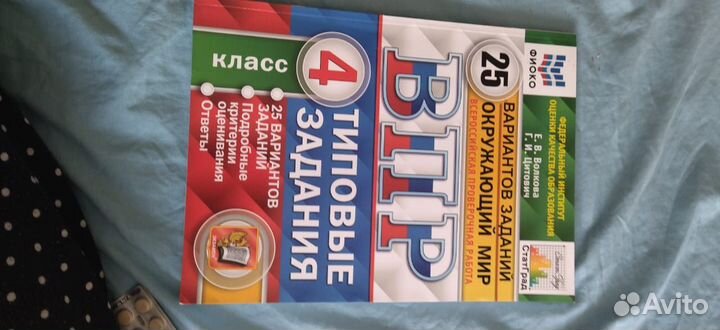 ФИОКО
ФЕДЕРАЛЬНЫЙ ИНСТИТУТ
ОЦЕНКИ КАЧЕСТВА ОБРАЗОВАНИЯ
Е. В. Волкова
Г. И. Цитович
СтатГрад
25
ВАРИАНТОВ ЗАДАНИЙ
ОКРУЖАЮЩИЙ МИР
ВСЕРОССИЙСКАЯ ПРОВЕРОЧНАЯ РАБОТА
ВПР
4
КЛАСС
ТИПОВЫЕ
ЗАДАНИЯ
25 ВАРИАНТОВ
ЗАДАНИЙ
Подробные
критерии
оценивания
Ответы
Avito